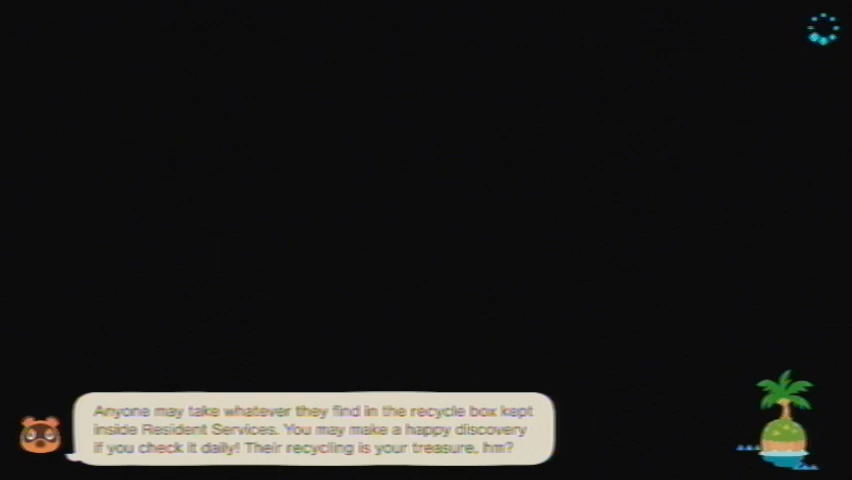 Anyone may take whatever they find in the recycle box kept
inside Resident Services. You may make a happy discovery
if you check it daily! Their recycling is your treasure, hm?